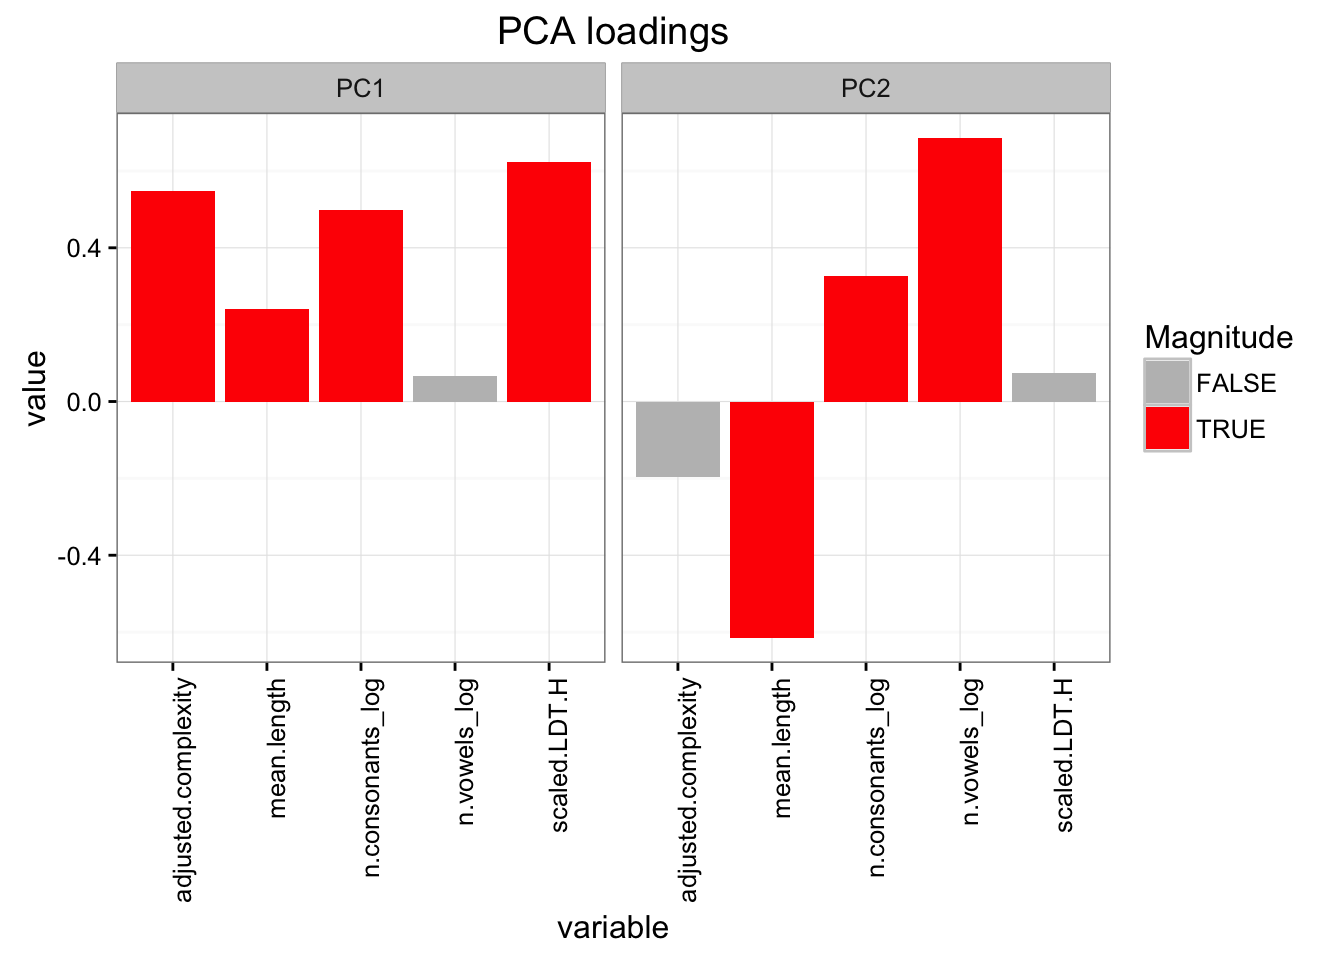 PCA loadings
PC1
PC2
value
0.4
0.0
-0.4
adjusted.complexity
mean.length
n.consonants_log
n.vowels_log
scaled.LDT.H
adjusted.complexity
mean.length
n.consonants_log
n.vowels_log
scaled.LDT.H
variable
Magnitude
FALSE
TRUE